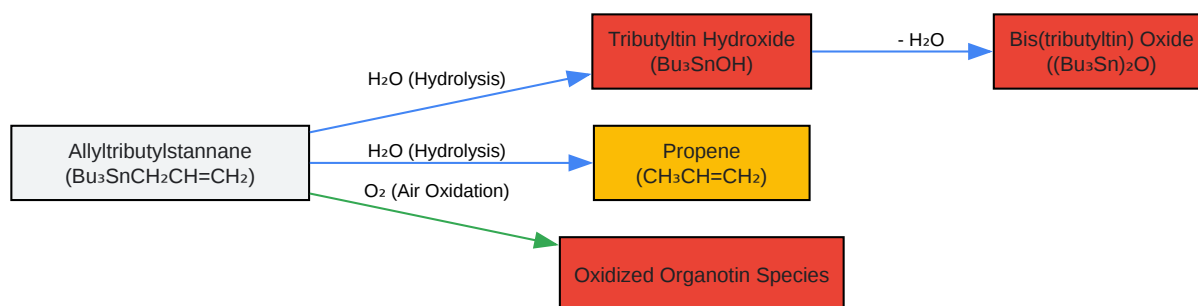 Tributyltin Hydroxide
(Bu₃SnOH)
- H₂O
Bis(tributyltin) Oxide
((Bu₃Sn)₂O)
H₂O (Hydrolysis)
Allyltributylstannane
(Bu₃SnCH₂CH=CH₂)
H₂O (Hydrolysis)
Propene
(CH₃CH=CH₂)
O₂ (Air Oxidation)
Oxidized Organotin Species